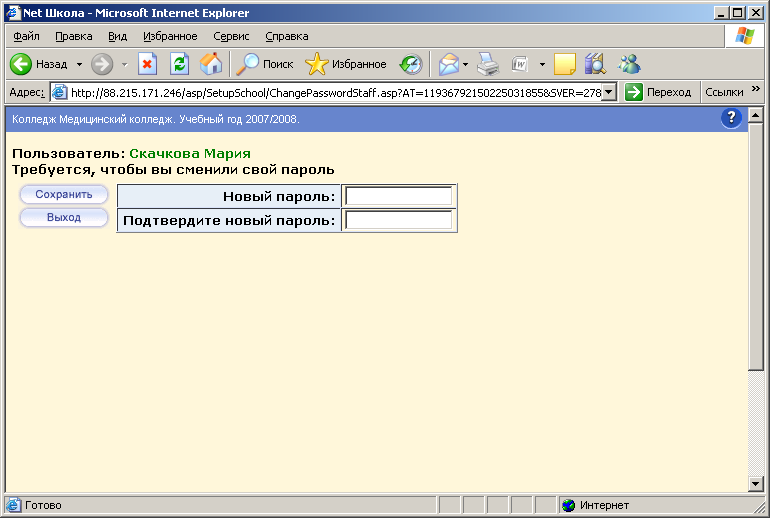 Net Школа - Microsoft Internet Explorer
Файл Правка Вид Избранное Сервис Справка
Назад Поиск Избранное
Адрес: http://88.215.171.246/asp/SetupSchool/ChangePasswordStaff.asp?AT=11936792150225031855&SVER=278 Переход Ссылки »
Колледж Медицинский колледж. Учебный год 2007/2008. ?
Пользователь: Скачкова Мария
Требуется, чтобы вы сменили свой пароль
Сохранить Новый пароль:
Выход Подтвердите новый пароль:
Готово Интернет